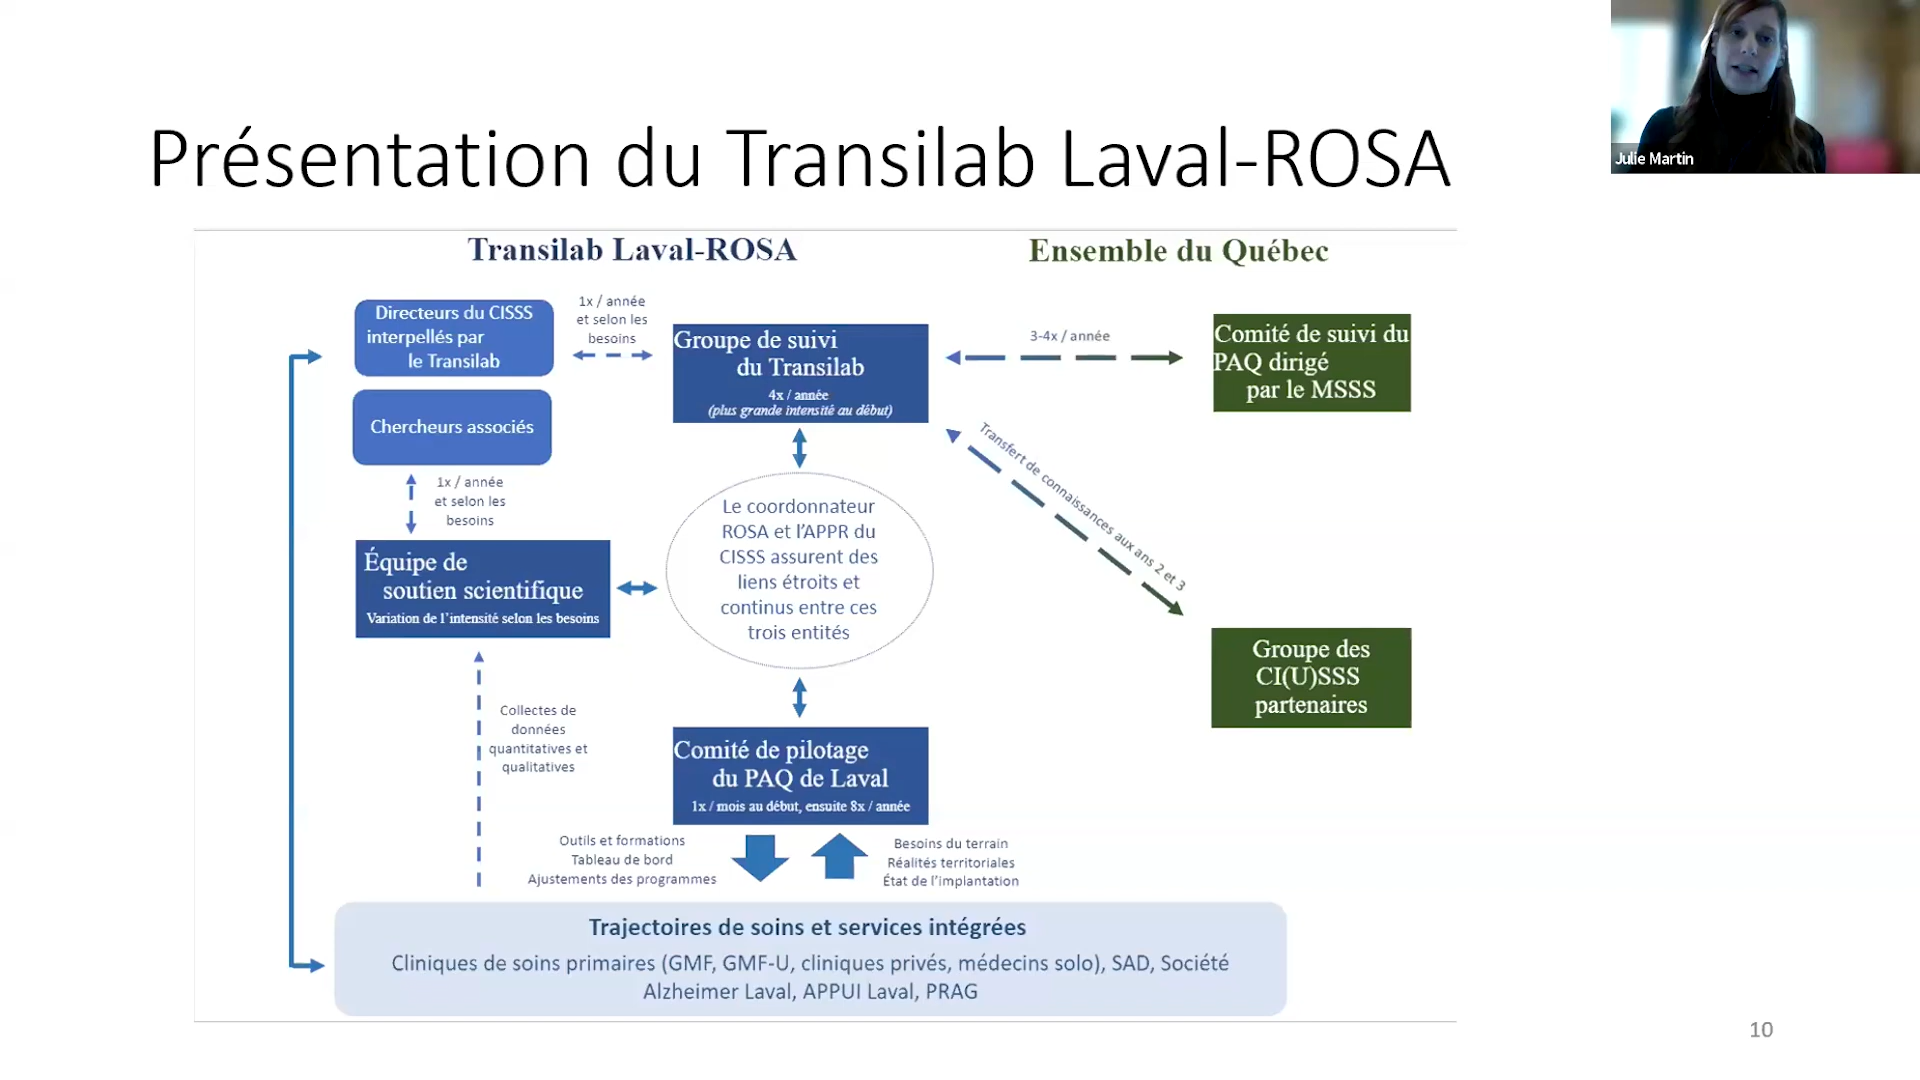 Julie Martin
Présentation du Transilab Laval-ROSA
Transilab Laval-ROSA
Ensemble du Québec
Directeurs du CISSS
interpellés par
le Transilab
1x / année
et selon les
besoins
Groupe de suivi
du Transilab
4x / année
(plus grande intensité au début)
3-4x / année
Comité de suivi du
PAQ dirigé
par le MSSS
Chercheurs associés
1x / année
et selon les
besoins
Transfert de connaissances aux ans 2 et 3
Le coordonnateur
ROSA et l’APPR du
CISSS assurent des
liens étroits et
continus entre ces
trois entités
Équipe de
soutien scientifique
Variation de l’intensité selon les besoins
Groupe des
CI(U)SSS
partenaires
Collectes de
données
quantitatives et
qualitatives
Comité de pilotage
du PAQ de Laval
1x / mois au début, ensuite 8x / année
Outils et formations
Tableau de bord
Ajustements des programmes
Besoins du terrain
Réalités territoriales
État de l’implantation
Trajectoires de soins et services intégrées
Cliniques de soins primaires (GMF, GMF-U, cliniques privés, médecins solo), SAD, Société
Alzheimer Laval, APPUI Laval, PRAG
10